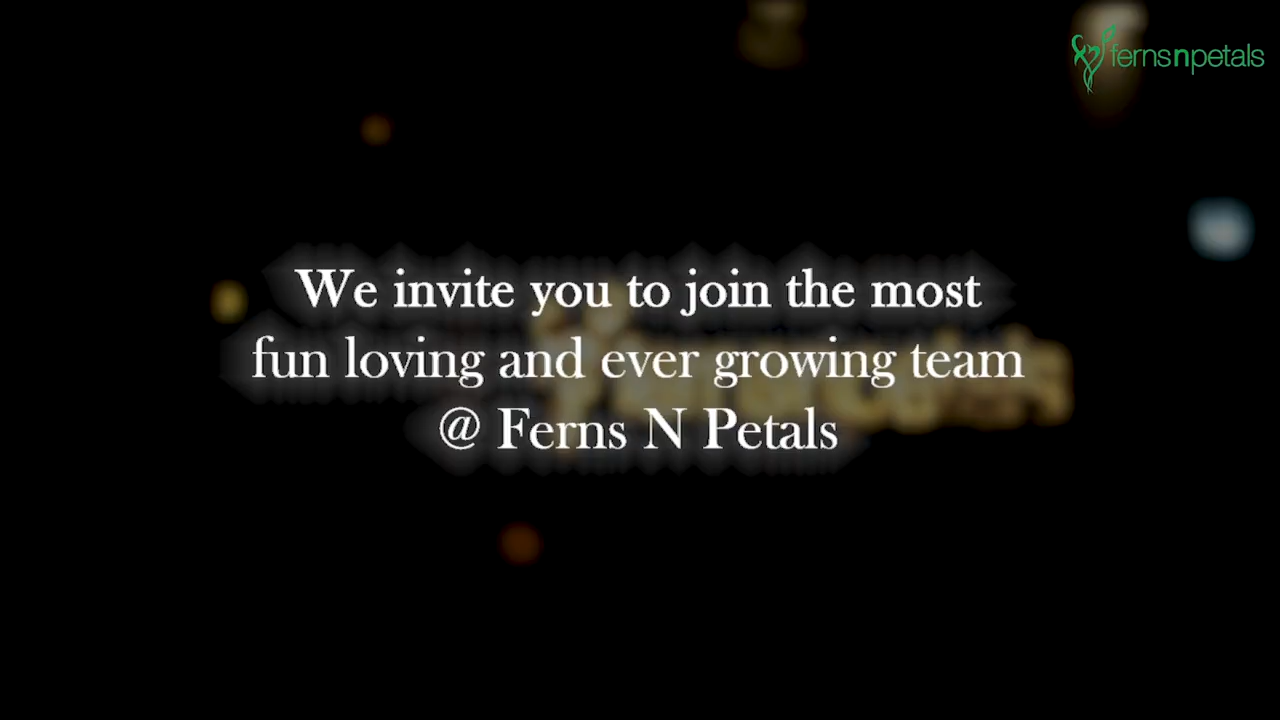 fernsnpetals
We invite you to join the most
fun loving and ever growing team
@ Ferns N Petals